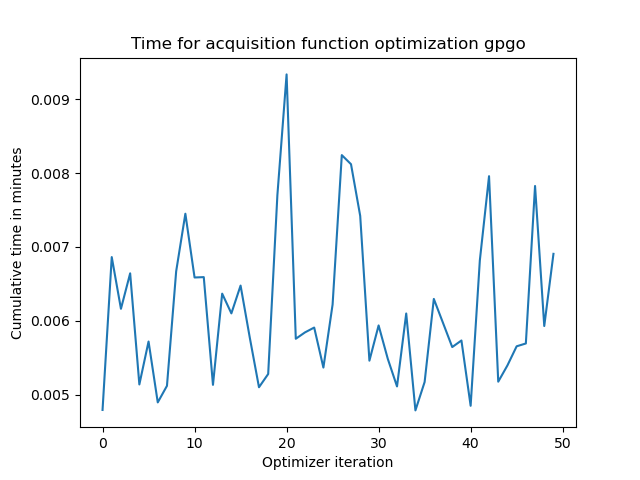 Time for acquisition function optimization gpgo
Cumulative time in minutes
0.009
0.008
0.007
0.006
0.005
0 10 20 30 40 50
Optimizer iteration